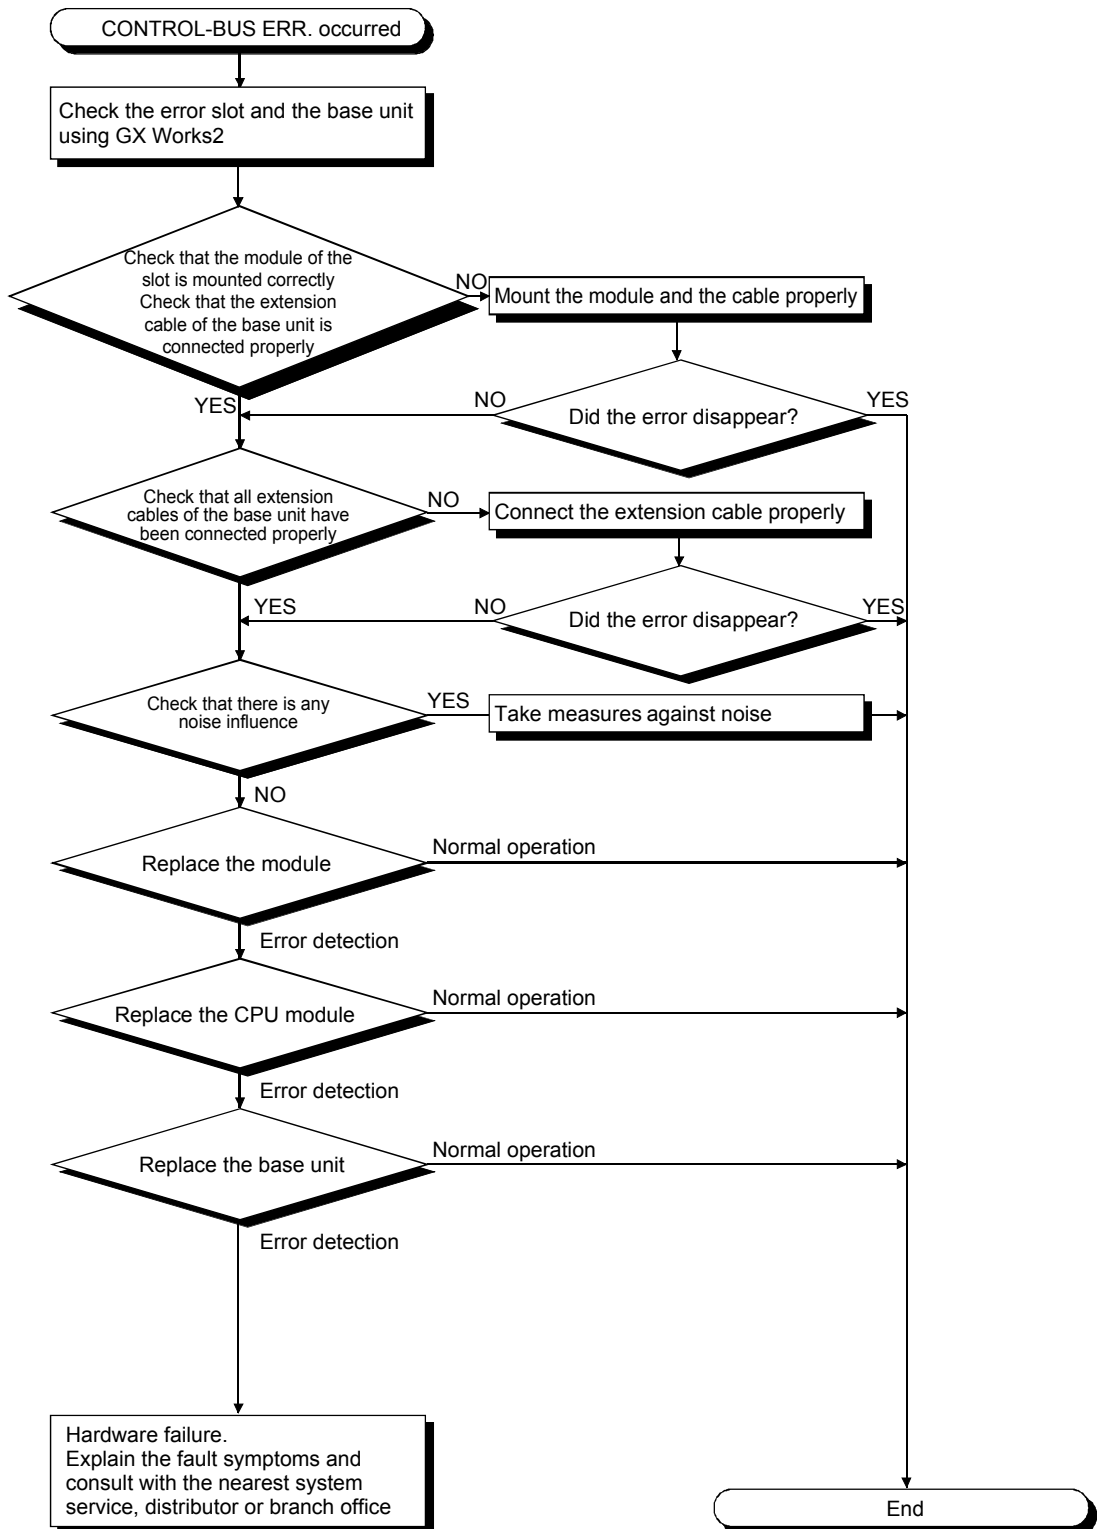 CONTROL-BUS ERR. occurred
Check the error slot and the base unit
using GX Works2
Check that the module of the
slot is mounted correctly
Check that the extension
cable of the base unit is
connected properly
NO
Mount the module and the cable properly
YES
NO
Did the error disappear?
YES
Check that all extension
cables of the base unit have
been connected properly
NO
Connect the extension cable properly
YES
NO
Did the error disappear?
YES
Check that there is any
noise influence
YES
Take measures against noise
NO
Replace the module
Normal operation
Error detection
Replace the CPU module
Normal operation
Error detection
Replace the base unit
Normal operation
Error detection
Hardware failure.
Explain the fault symptoms and
consult with the nearest system
service, distributor or branch office
End